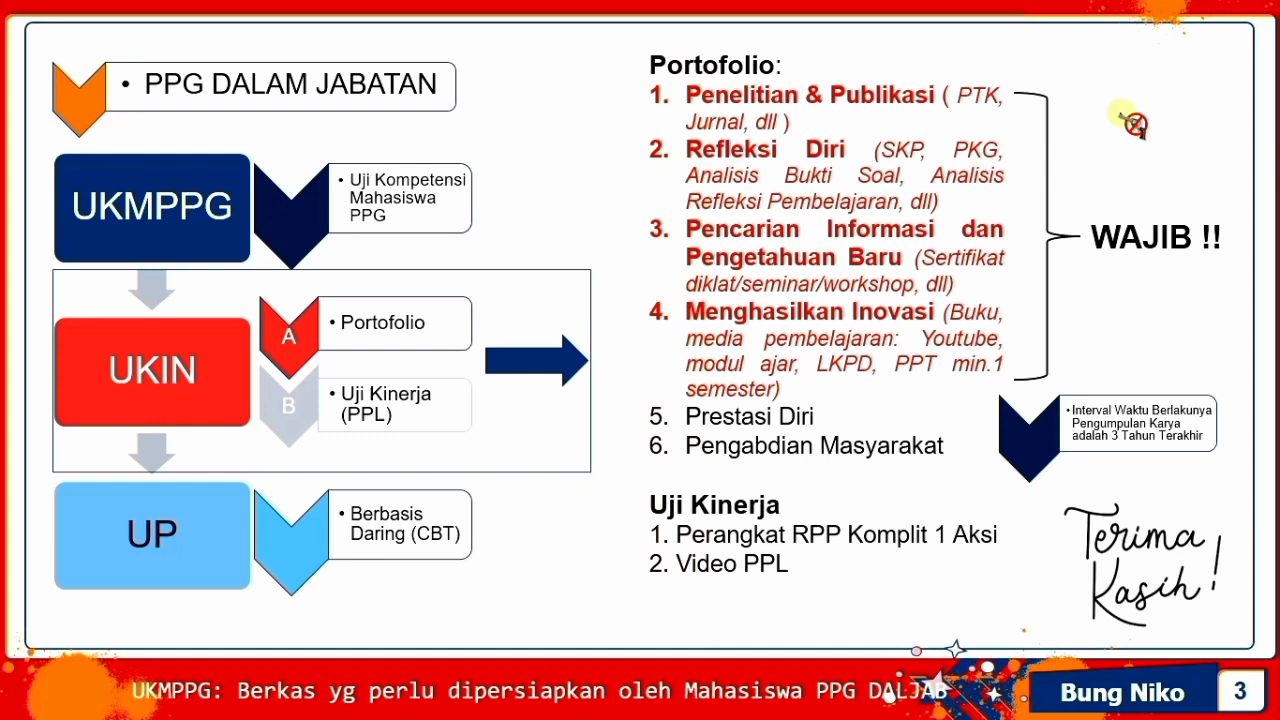 • PPG DALAM JABATAN
UKMPPG
• Uji Kompetensi
Mahasiswa
PPG
UKIN
A
• Portofolio
B
• Uji Kinerja
(PPL)
UP
• Berbasis
Daring (CBT)
Portofolio:
1. Penelitian & Publikasi ( PTK,
Jurnal, dll )
2. Refleksi Diri (SKP, PKG,
Analisis Bukti Soal, Analisis
Refleksi Pembelajaran, dll)
3. Pencarian Informasi dan
Pengetahuan Baru (Sertifikat
diklat/seminar/workshop, dll)
4. Menghasilkan Inovasi (Buku,
media pembelajaran: Youtube,
modul ajar, LKPD, PPT min.1
semester)
5. Prestasi Diri
6. Pengabdian Masyarakat
WAJIB !!
• Interval Waktu Berlakunya
Pengumpulan Karya
adalah 3 Tahun Terakhir
Uji Kinerja
1. Perangkat RPP Komplit 1 Aksi
2. Video PPL
Terima
Kasih!
UKMPPG: Berkas yg perlu dipersiapkan oleh Mahasiswa PPG DALJAB
Bung Niko
3